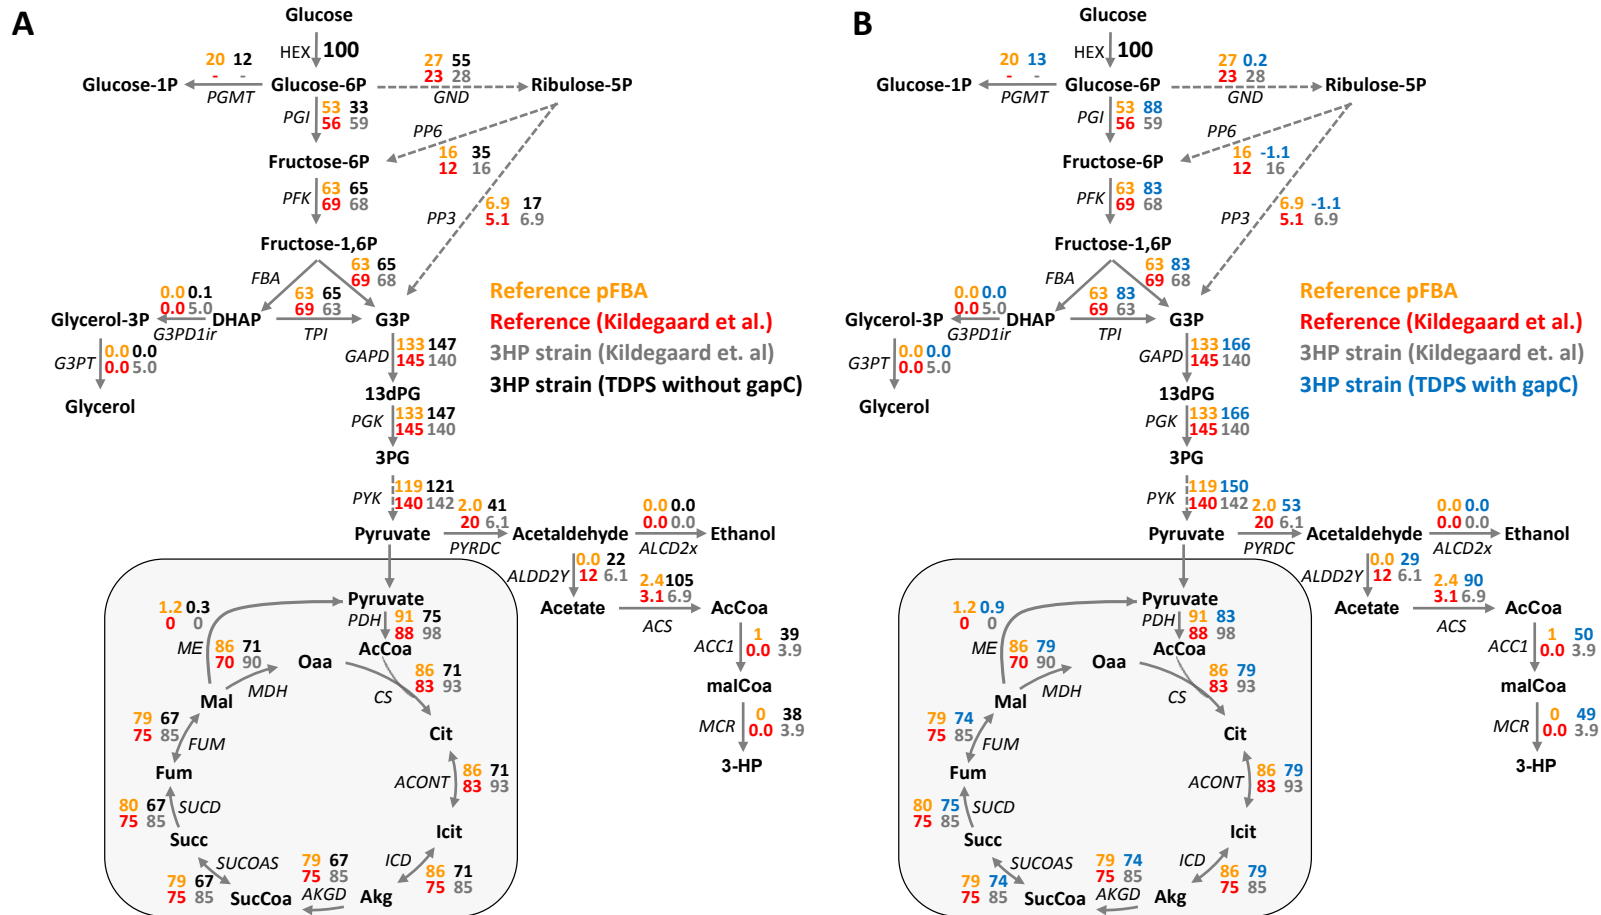 A
Glucose
HEX 100
20 12
- -
Glucose-1P
PGMT
Glucose-6P
27 55
23 28
GND
Ribulose-5P
PGI
53 33
56 59
PP6
16 35
12 16
Fructose-6P
PFK
63 65
69 68
PP3
6.9 17
5.1 6.9
Fructose-1,6P
FBA
63 65
69 68
0.0 0.1
0.0 5.0
Glycerol-3P
G3PD1ir
DHAP
63 65
69 63
TPI
G3P
Reference pFBA
Reference (Kildegaard et al.)
3HP strain (Kildegaard et. al)
3HP strain (TDPS without gapC)
G3PT
0.0 0.0
0.0 5.0
Glycerol
GAPD
133 147
145 140
13dPG
PGK
133 147
145 140
3PG
PYK
119 121
140 142
Pyruvate
2.0 41
20 6.1
PYRDC
Acetaldehyde
0.0 0.0
0.0 0.0
ALCD2x
Ethanol
ALDD2Y
0.0 22
12 6.1
Acetate
2.4 105
3.1 6.9
ACS
AcCoa
ACC1
1 39
0.0 3.9
malCoa
MCR
0 38
0.0 3.9
3-HP
Pyruvate
PDH
91 75
88 98
AcCoa
1.2 0.3
0 0
ME
86 71
70 90
MDH
Oaa
86 71
83 93
CS
Mal
79 67
75 85
FUM
Cit
Fum
ACONT
86 71
83 93
80 67
75 85
SUCD
Succ
Icit
SUCOAS
79 67
75 85
ICD
86 71
75 85
79 67
75 85
SucCoa
AKGD
Akg
B
Glucose
HEX 100
20 13
- -
Glucose-1P
PGMT
Glucose-6P
27 0.2
23 28
GND
Ribulose-5P
PGI
53 88
56 59
PP6
16 -1.1
12 16
Fructose-6P
PFK
63 83
69 68
PP3
6.9 -1.1
5.1 6.9
Fructose-1,6P
FBA
63 83
69 68
0.0 0.0
0.0 5.0
Glycerol-3P
G3PD1ir
DHAP
63 83
69 63
TPI
G3P
Reference pFBA
Reference (Kildegaard et al.)
3HP strain (Kildegaard et. al)
3HP strain (TDPS with gapC)
G3PT
0.0 0.0
0.0 5.0
Glycerol
GAPD
133 166
145 140
13dPG
PGK
133 166
145 140
3PG
PYK
119 150
140 142
Pyruvate
2.0 53
20 6.1
PYRDC
Acetaldehyde
0.0 0.0
0.0 0.0
ALCD2x
Ethanol
ALDD2Y
0.0 29
12 6.1
Acetate
2.4 90
3.1 6.9
ACS
AcCoa
ACC1
1 50
0.0 3.9
malCoa
MCR
0 49
0.0 3.9
3-HP
Pyruvate
PDH
91 83
88 98
AcCoa
1.2 0.9
0 0
ME
86 79
70 90
MDH
Oaa
86 79
83 93
CS
Mal
79 74
75 85
FUM
Cit
Fum
ACONT
86 79
83 93
80 75
75 85
SUCD
Succ
Icit
SUCOAS
79 74
75 85
ICD
86 79
75 85
79 74
75 85
SucCoa
AKGD
Akg